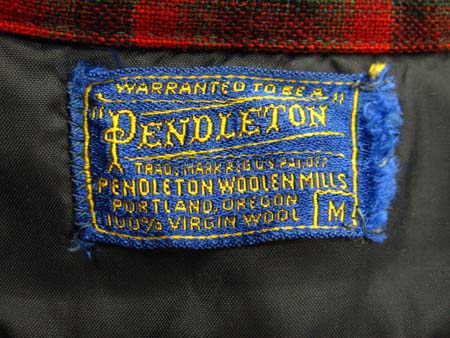 WARRANTED TO BE A
"PENDLETON"
TRADE MARK REG U.S. PAT. OFF.
PENDLETON WOOLEN MILLS
PORTLAND, OREGON
100% VIRGIN WOOL M